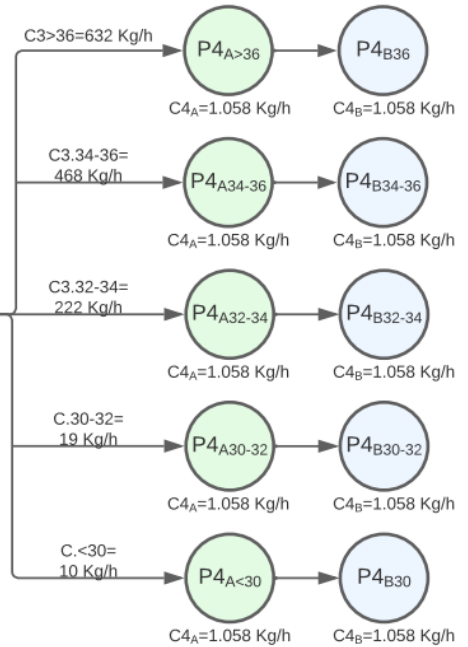 C3>36=632 Kg/h
P4A>36
P4B36
C4A=1.058 Kg/h
C4B=1.058 Kg/h
C3.34-36=
468 Kg/h
P4A34-36
P4B34-36
C4A=1.058 Kg/h
C4B=1.058 Kg/h
C3.32-34=
222 Kg/h
P4A32-34
P4B32-34
C4A=1.058 Kg/h
C4B=1.058 Kg/h
C.30-32=
19 Kg/h
P4A30-32
P4B30-32
C4A=1.058 Kg/h
C4B=1.058 Kg/h
C.<30=
10 Kg/h
P4A<30
P4B30
C4A=1.058 Kg/h
C4B=1.058 Kg/h